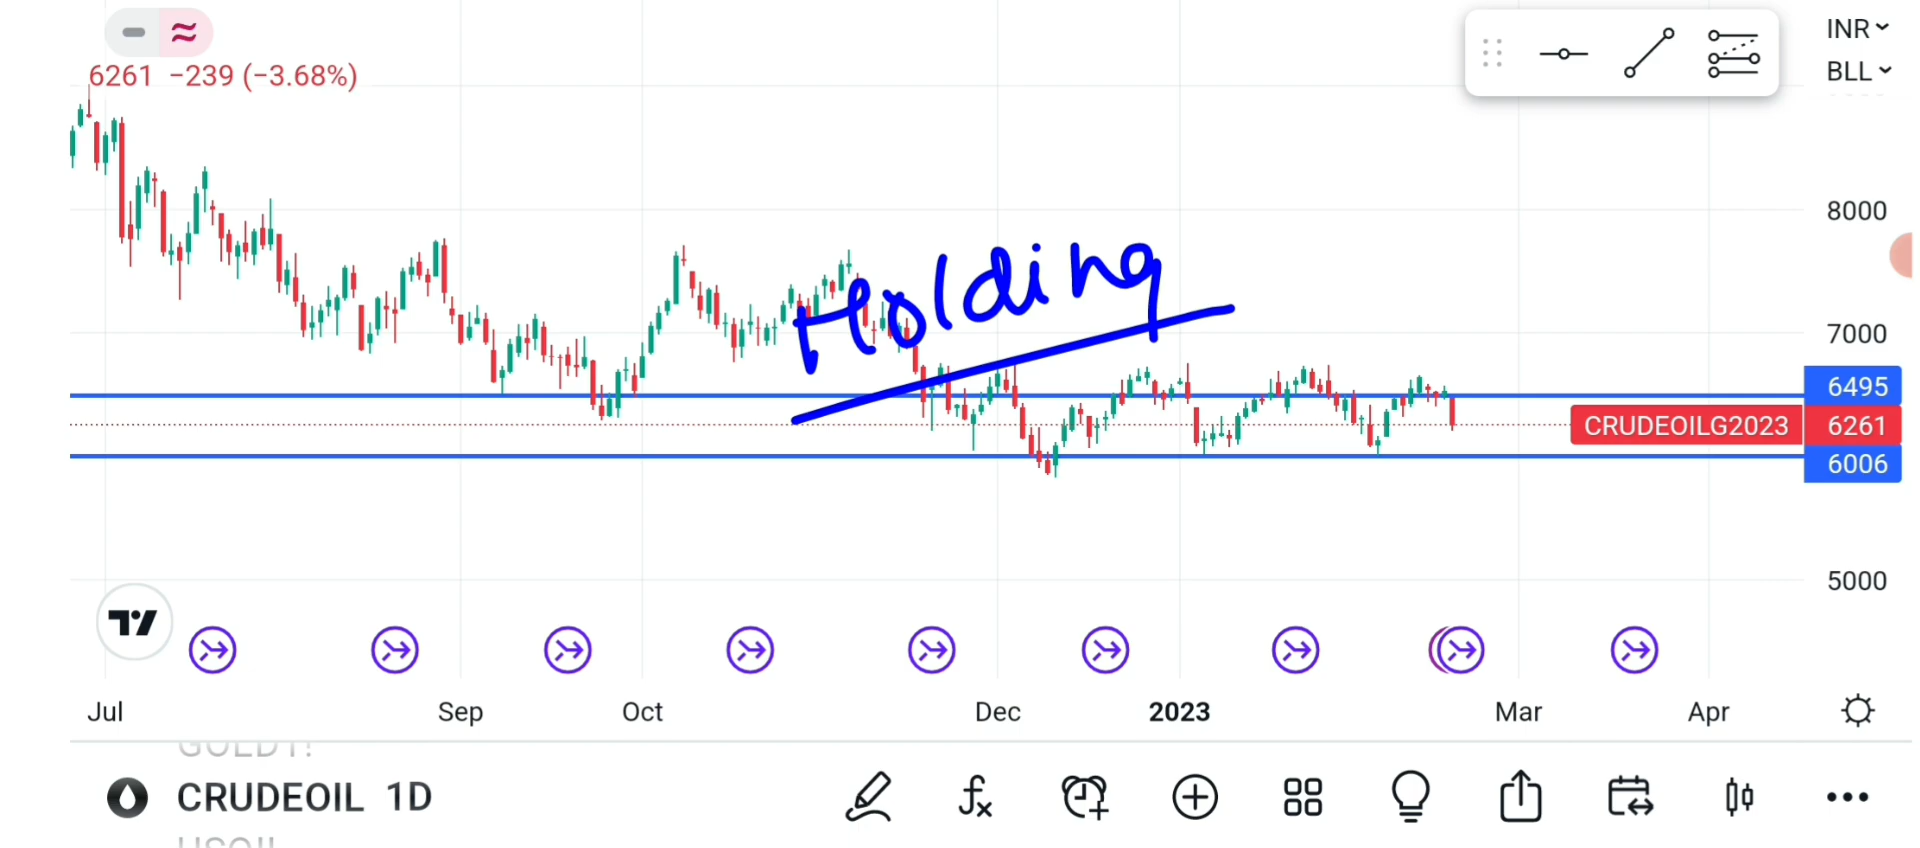 INR
BLL
6261 −239 (−3.68%)
8000
Holding
7000
6495
CRUDEOILG2023 6261
6006
5000
Jul Sep Oct Dec 2023 Mar Apr
CRUDEOIL 1D